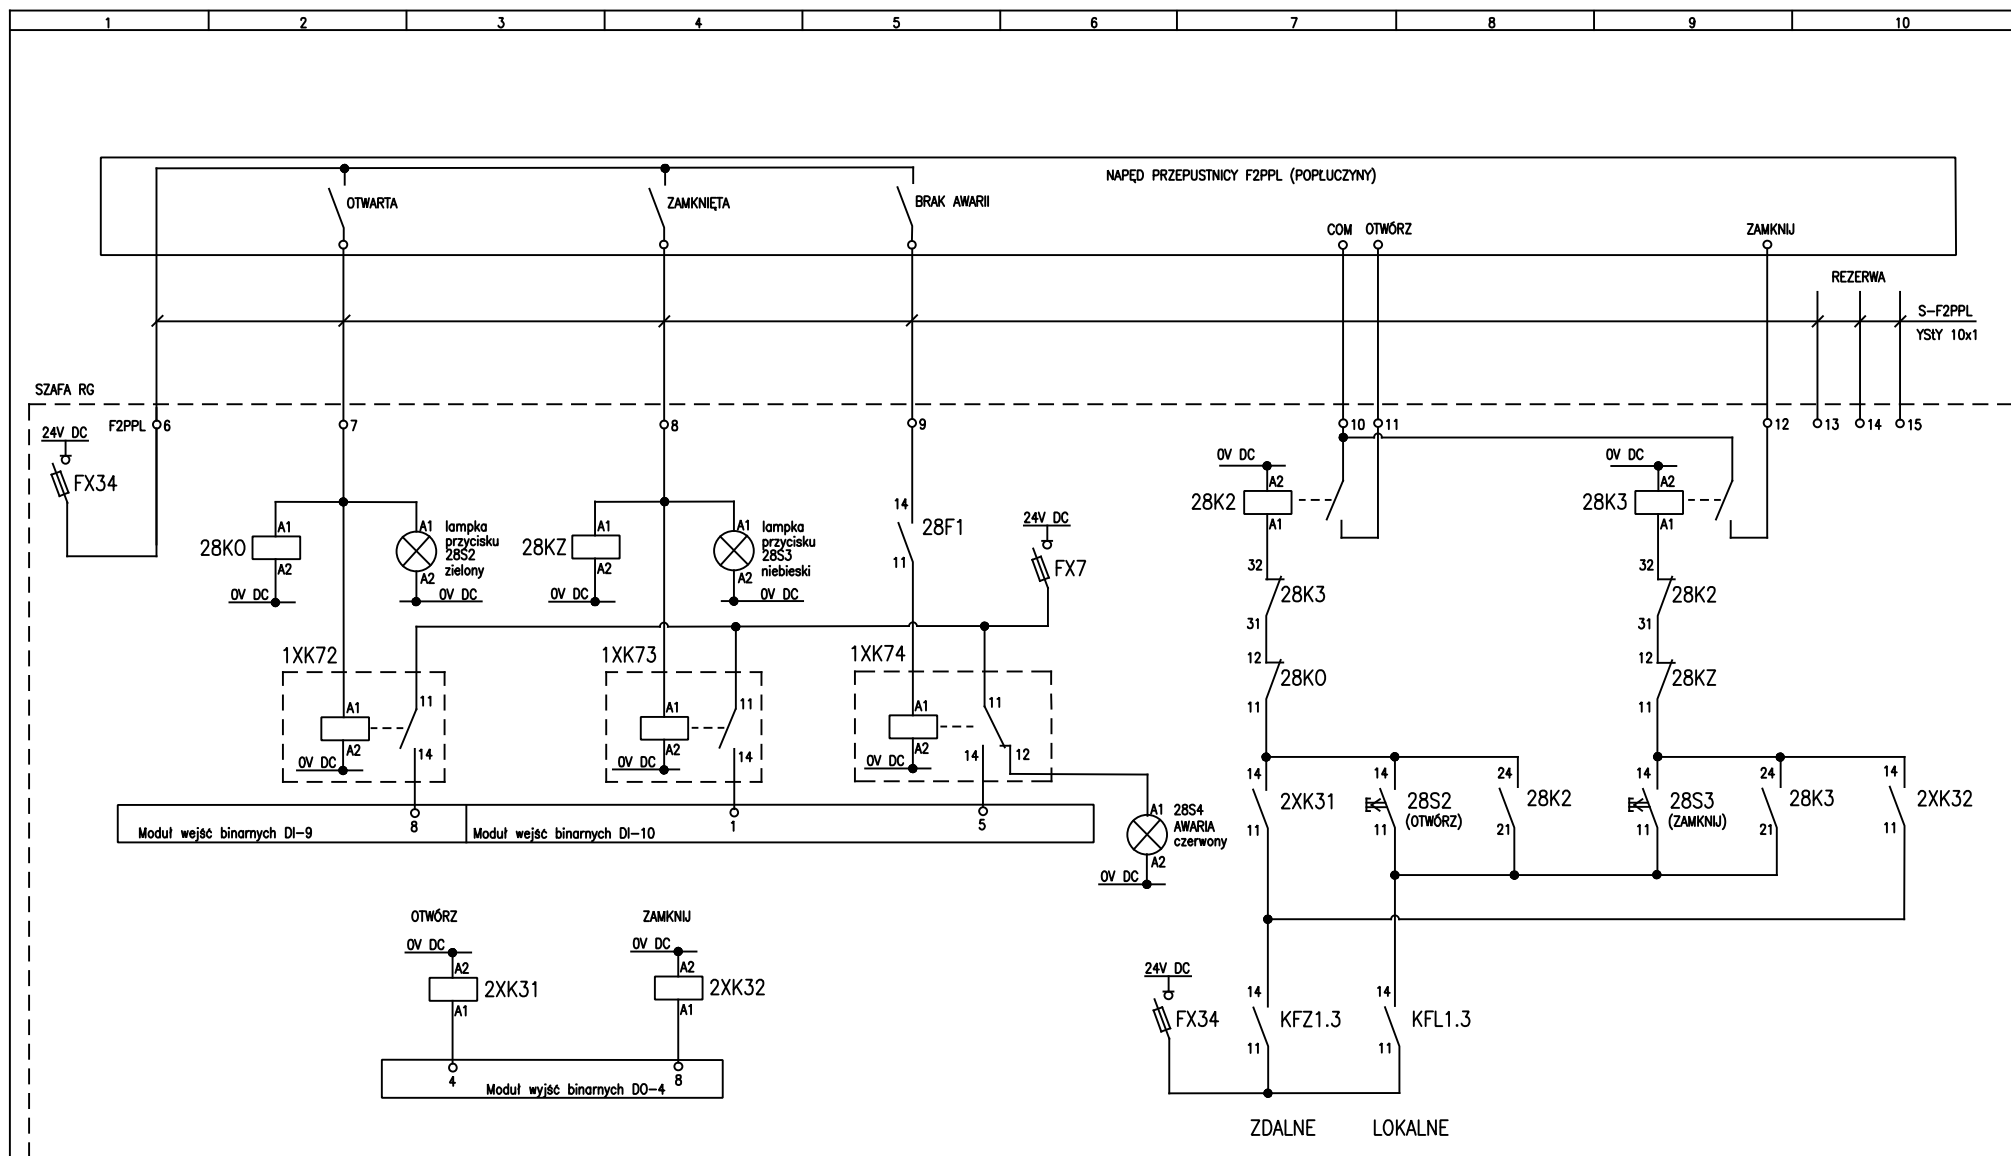 1 2 3 4 5 6 7 8 9 10
NAPĘD PRZEPUSTNICY F2PPL (POPŁUCZYNY)
OTWARTA
ZAMKNIĘTA
BRAK AWARII
COM OTWÓRZ
ZAMKNIJ
REZERWA
S-F2PPL
YStY 10x1
SZAFA RG
F2PPL 6
7
8
9
10
11
12
13
14
15
24V DC
FX34
28KO
A1
A2
0V DC
A1
A2
0V DC
lampka
przycisku
28S2
zielony
28KZ
A1
A2
0V DC
A1
A2
0V DC
lampka
przycisku
28S3
niebieski
14
28F1
11
24V DC
FX7
0V DC
A2
28K2
A1
32
28K3
31
12
28KO
11
0V DC
A2
28K3
A1
32
28K2
31
12
28KZ
11
1XK72
A1
A2
0V DC
11
14
1XK73
A1
A2
0V DC
11
14
1XK74
A1
A2
0V DC
11
14
12
Moduł wejść binarnych DI-9
8
Moduł wejść binarnych DI-10
1
5
A1
28S4
AWARIA
czerwony
A2
0V DC
14
2XK31
11
14
28S2
(OTWÓRZ)
11
24
28K2
21
14
28S3
(ZAMKNIJ)
11
24
28K3
21
14
2XK32
11
OTWÓRZ
0V DC
A2
2XK31
A1
ZAMKNIJ
0V DC
A2
2XK32
A1
4
8
Moduł wyjść binarnych DO-4
24V DC
FX34
14
KFZ1.3
11
14
KFL1.3
11
ZDALNE
LOKALNE